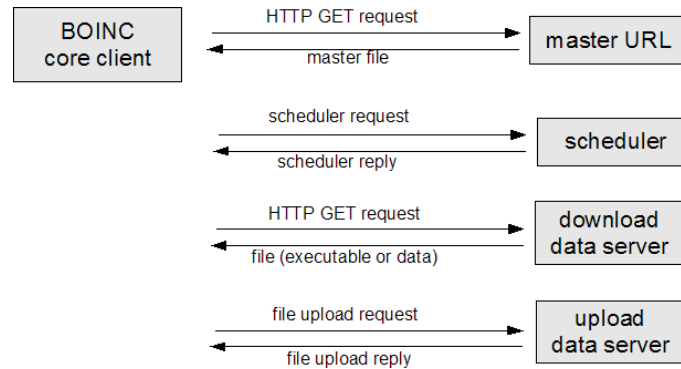 BOINC
core client
HTTP GET request
master file
master URL
scheduler request
scheduler reply
scheduler
HTTP GET request
file (executable or data)
download
data server
file upload request
file upload reply
upload
data server